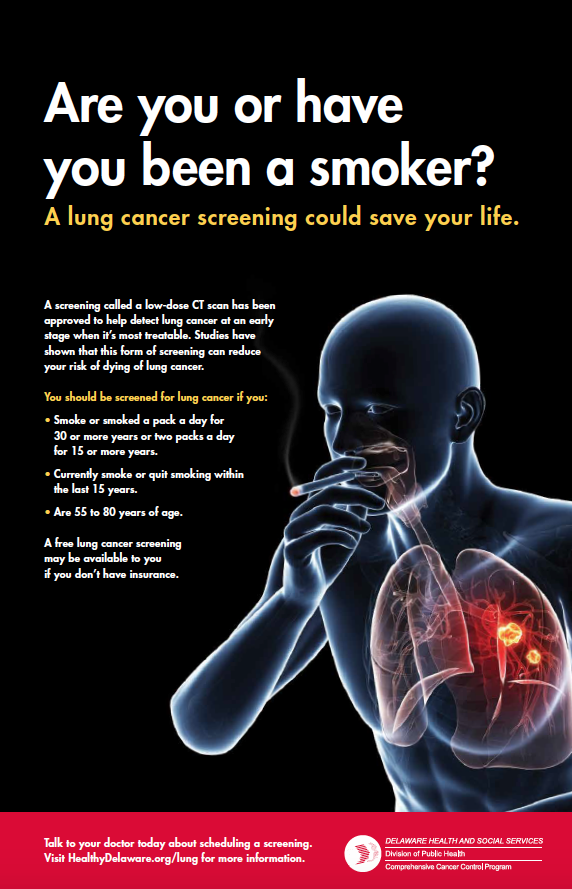 Are you or have
you been a smoker?
A lung cancer screening could save your life.
A screening called a low-dose CT scan has been
approved to help detect lung cancer at an early
stage when it's most treatable. Studies have
shown that this form of screening can reduce
your risk of dying of lung cancer.
You should be screened for lung cancer if you:
• Smoke or smoked a pack a day for
30 or more years or two packs a day
for 15 or more years.
• Currently smoke or quit smoking within
the last 15 years.
• Are 55 to 80 years of age.
A free lung cancer screening
may be available to you
if you don't have insurance.
Talk to your doctor today about scheduling a screening.
Visit HealthyDelaware.org/lung for more information.
DELAWARE HEALTH AND SOCIAL SERVICES
Division of Public Health
Comprehensive Cancer Control Program